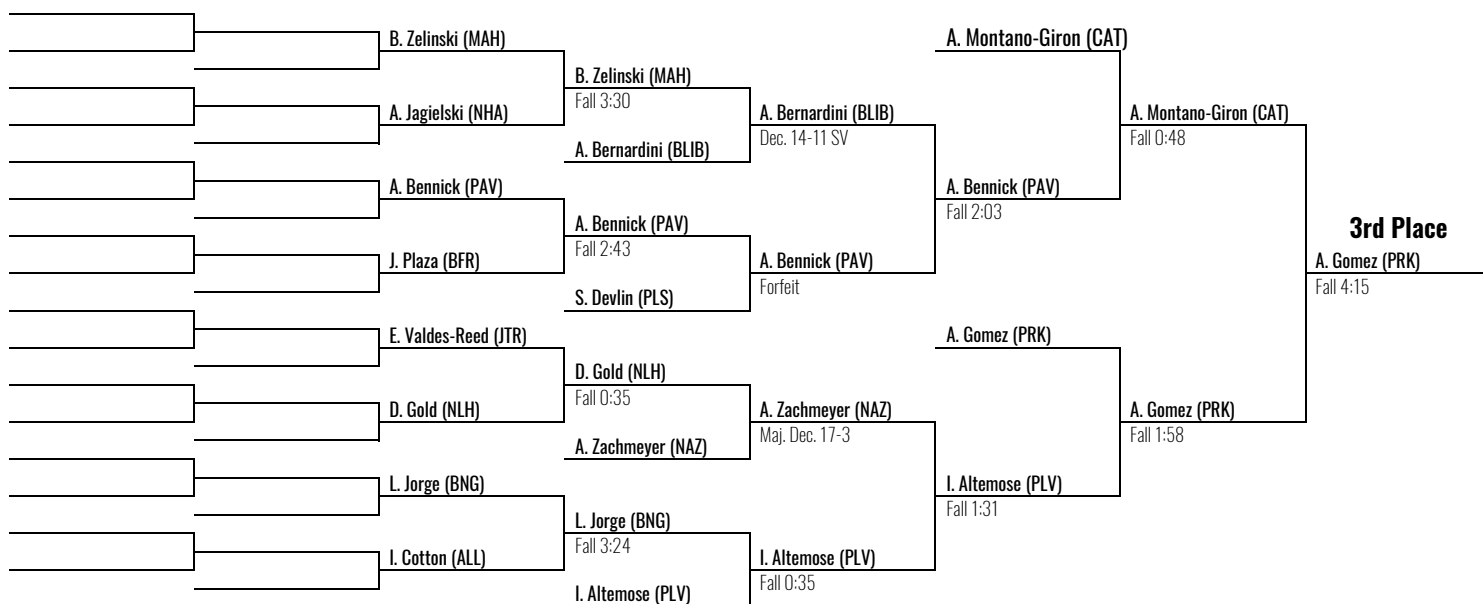 B. Zelinski (MAH)
A. Jagielski (NHA)
A. Bennick (PAV)
J. Plaza (BFR)
E. Valdes-Reed (JTR)
D. Gold (NLH)
L. Jorge (BNG)
I. Cotton (ALL)
B. Zelinski (MAH)
Fall 3:30
A. Bernardini (BLIB)
A. Bennick (PAV)
Fall 2:43
S. Devlin (PLS)
D. Gold (NLH)
Fall 0:35
A. Zachmeyer (NAZ)
L. Jorge (BNG)
Fall 3:24
I. Altemose (PLV)
A. Bernardini (BLIB)
Dec. 14-11 SV
A. Bennick (PAV)
Forfeit
A. Zachmeyer (NAZ)
Maj. Dec. 17-3
I. Altemose (PLV)
Fall 0:35
A. Montano-Giron (CAT)
A. Bennick (PAV)
Fall 2:03
A. Gomez (PRK)
I. Altemose (PLV)
Fall 1:31
A. Montano-Giron (CAT)
Fall 0:48
A. Gomez (PRK)
Fall 1:58
3rd Place
A. Gomez (PRK)
Fall 4:15